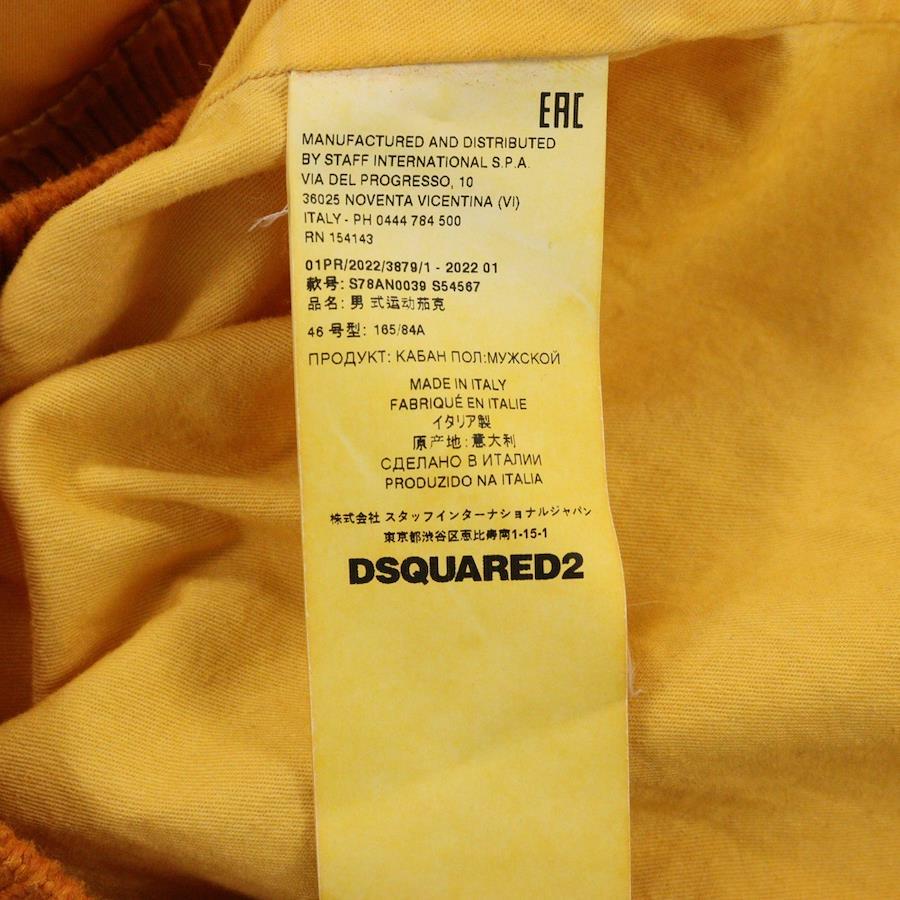 EAC
MANUFACTURED AND DISTRIBUTED
BY STAFF INTERNATIONAL S.P.A.
VIA DEL PROGRESSO, 10
36025 NOVENTA VICENTINA (VI)
ITALY - PH 0444 784 500
RN 154143
01PR/2022/3879/1 - 2022 01
款号: S78AN0039 S54567
品名: 男 式运动茄克
46 号型: 165/84A
ПРОДУКТ: КАБАН ПОЛ:МУЖСКОЙ
MADE IN ITALY
FABRIQUÉ EN ITALIE
イタリア製
原产地: 意大利
СДЕЛАНО В ИТАЛИИ
PRODUZIDO NA ITALIA
株式会社 スタッフインターナショナルジャパン
東京都渋谷区恵比寿南1-15-1
DSQUARED2